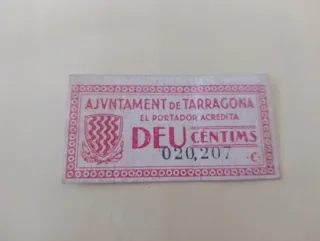 AJVNTAMENT DE TARRAGONA
EL PORTADOR ACREDITA
DEU CÈNTIMS
020,207
-C-